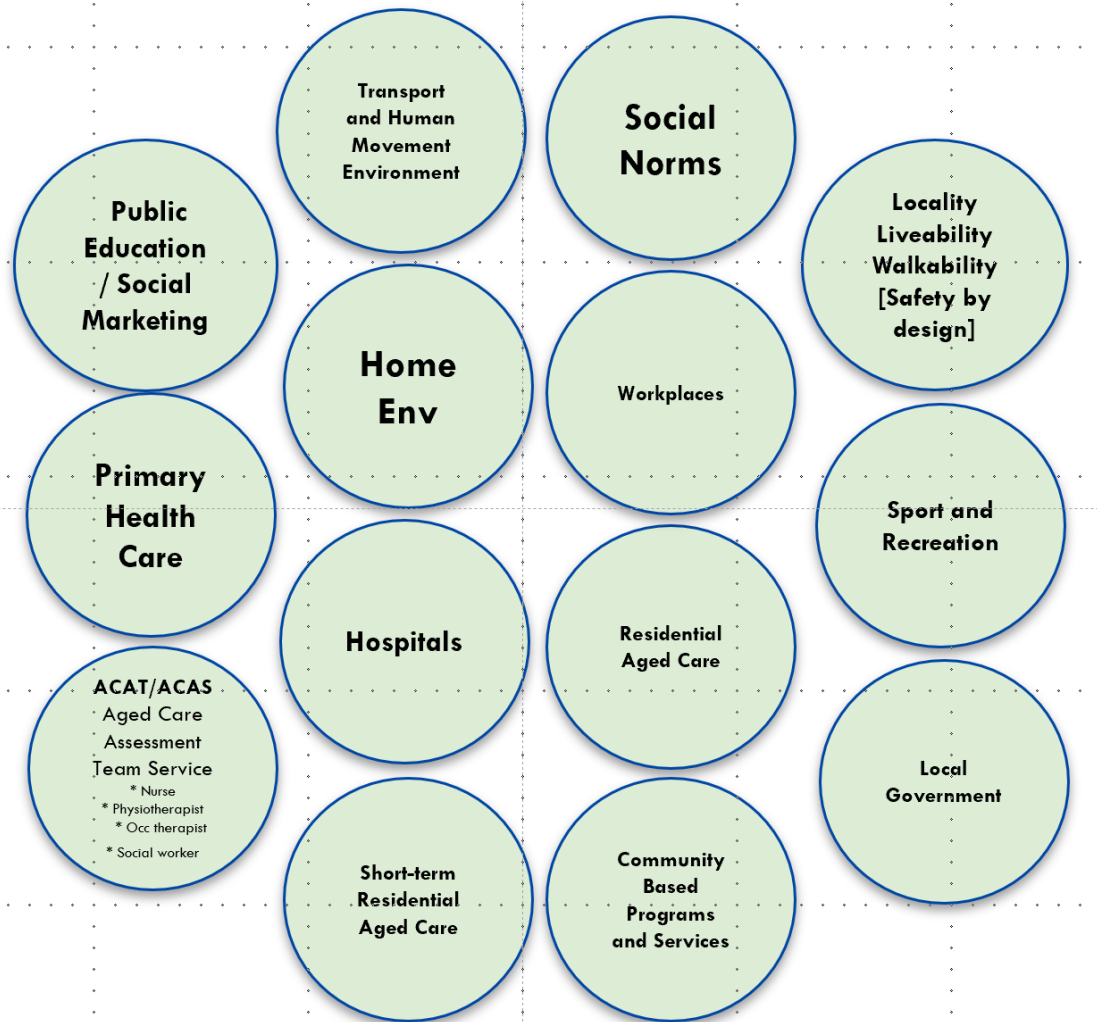 Transport
and Human
Movement
Environment
Social
Norms
Public
Education
/ Social
Marketing
Locality
Liveability
Walkability
[Safety by
design]
Home
Env
Workplaces
Primary
Health
Care
Sport and
Recreation
Hospitals
Residential
Aged Care
ACAT/ACAS
Aged Care
Assessment
Team Service
* Nurse
* Physiotherapist
* Occ therapist
* Social worker
Local
Government
Short-term
Residential
Aged Care
Community
Based
Programs
and Services